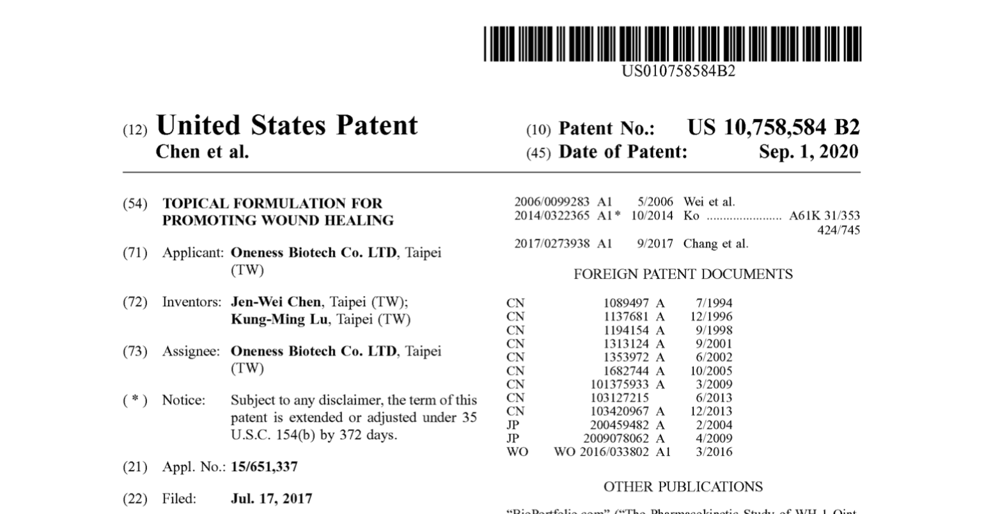 US010758584B2
(12) United States Patent
Chen et al.
(10) Patent No.: US 10,758,584 B2
(45) Date of Patent: Sep. 1, 2020
(54) TOPICAL FORMULATION FOR
PROMOTING WOUND HEALING
(71) Applicant: Oneness Biotech Co. LTD, Taipei
(TW)
(72) Inventors: Jen-Wei Chen, Taipei (TW);
Kung-Ming Lu, Taipei (TW)
(73) Assignee: Oneness Biotech Co. LTD, Taipei
(TW)
( * ) Notice: Subject to any disclaimer, the term of this
patent is extended or adjusted under 35
U.S.C. 154(b) by 372 days.
(21) Appl. No.: 15/651,337
(22) Filed: Jul. 17, 2017
2006/0099283 A1 5/2006 Wei et al.
2014/0322365 A1* 10/2014 Ko ....................... A61K 31/353
424/745
2017/0273938 A1 9/2017 Chang et al.
FOREIGN PATENT DOCUMENTS
CN 1089497 A 7/1994
CN 1137681 A 12/1996
CN 1194154 A 9/1998
CN 1313124 A 9/2001
CN 1353972 A 6/2002
CN 1682744 A 10/2005
CN 101375933 A 3/2009
CN 103127215 6/2013
CN 103420967 A 12/2013
JP 200459482 A 2/2004
JP 2009078062 A 4/2009
WO WO 2016/033802 A1 3/2016
OTHER PUBLICATIONS
"BioPortfolio.com" ("The Pharmacokinetic Study of WH-1 Oint-